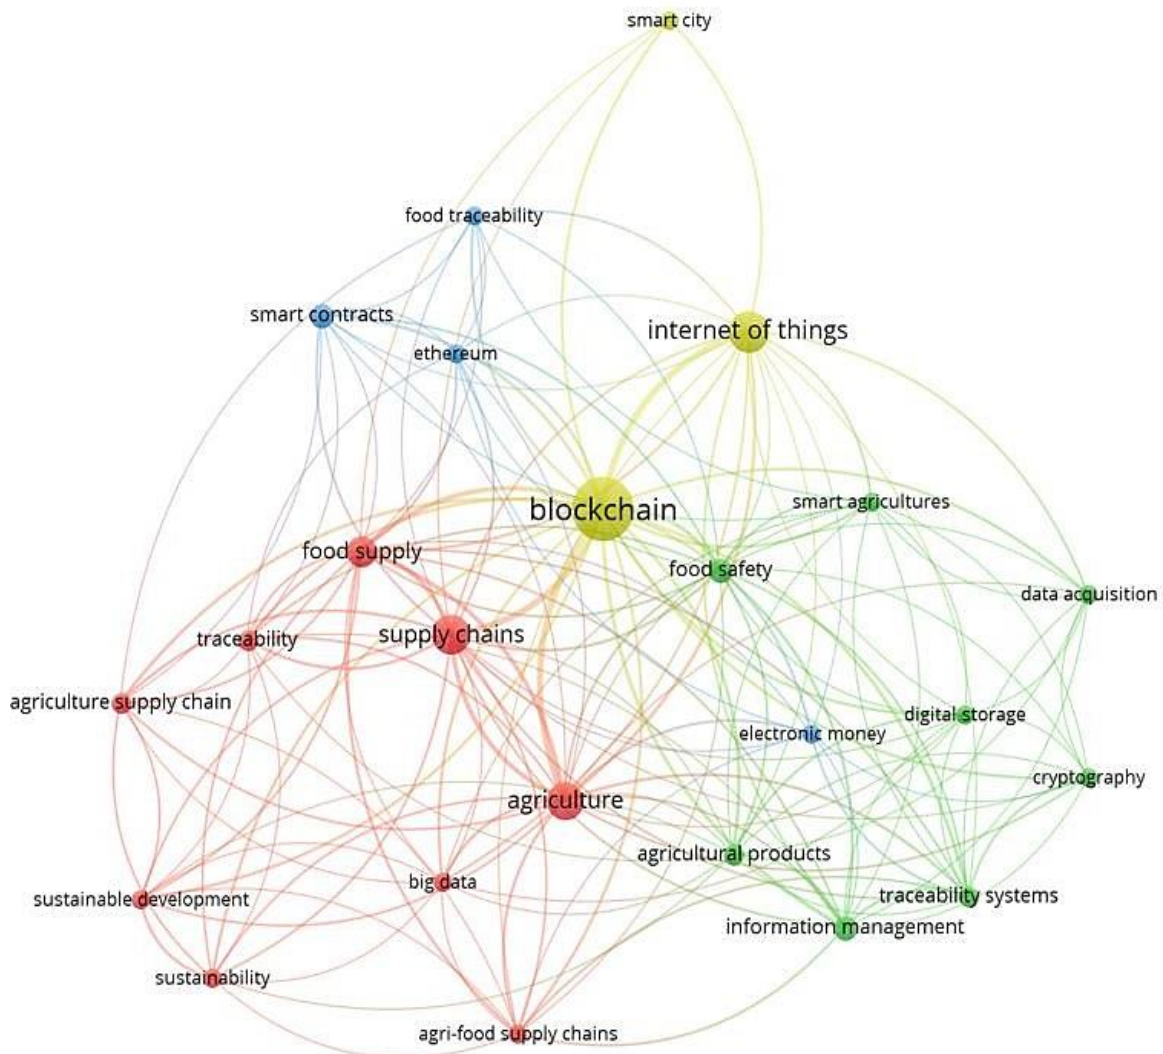 smart city
food traceability
smart contracts
internet of things
ethereum
blockchain
smart agricultures
food supply
food safety
data acquisition
supply chains
traceability
agriculture supply chain
digital storage
electronic money
cryptography
agriculture
agricultural products
big data
traceability systems
sustainable development
information management
sustainability
agri-food supply chains